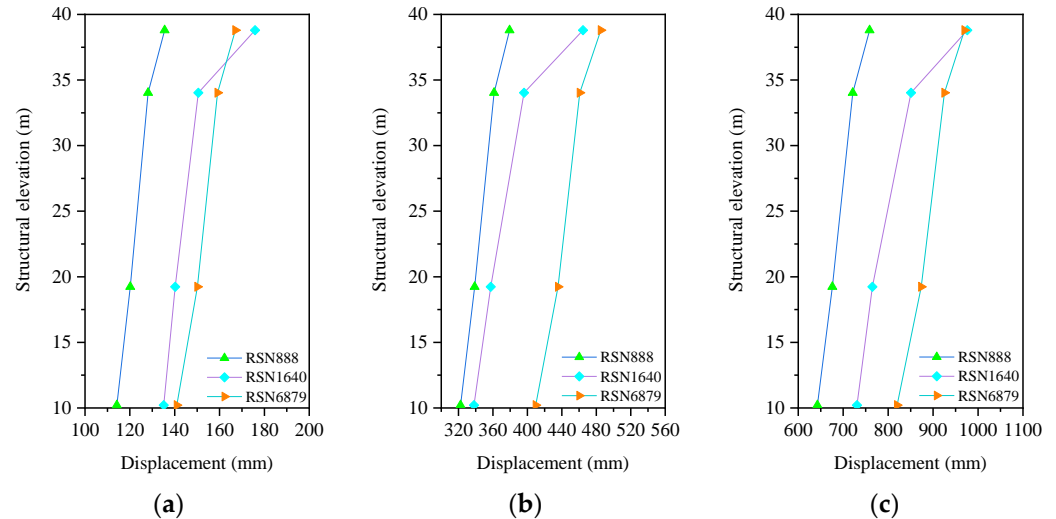 40
35
30
25
20
15
10
Structural elevation (m)
100 120 140 160 180 200
Displacement (mm)
RSN888
RSN1640
RSN6879
(a)
40
35
30
25
20
15
10
Structural elevation (m)
320 360 400 440 480 520 560
Displacement (mm)
RSN888
RSN1640
RSN6879
(b)
40
35
30
25
20
15
10
Structural elevation (m)
600 700 800 900 1000 1100
Displacement (mm)
RSN888
RSN1640
RSN6879
(c)